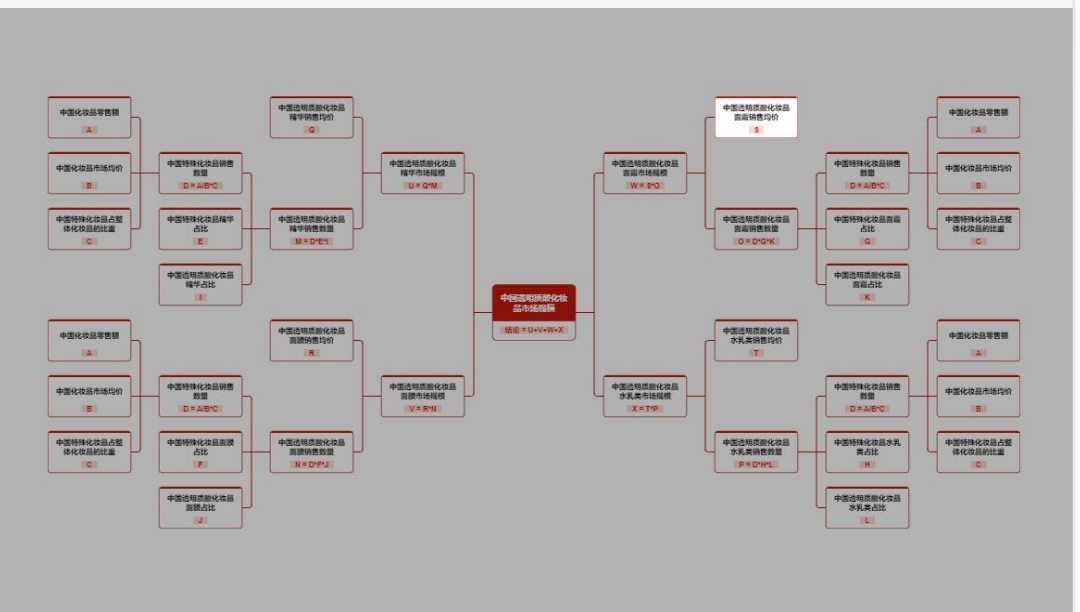 中国化妆品零售额
A
中国化妆品市场均价
B
中国特殊化妆品占整
体化妆品的比重
C
中国特殊化妆品销售
数量
D = A/B*C
中国特殊化妆品精华
占比
E
中国透明质酸化妆品
精华占比
I
中国透明质酸化妆品
精华销售均价
Q
中国透明质酸化妆品
精华销售数量
M = D*E*I
中国透明质酸化妆品
精华市场规模
U = Q*M
中国化妆品零售额
A
中国化妆品市场均价
B
中国特殊化妆品占整
体化妆品的比重
C
中国特殊化妆品销售
数量
D = A/B*C
中国特殊化妆品面膜
占比
F
中国透明质酸化妆品
面膜占比
J
中国透明质酸化妆品
面膜销售均价
R
中国透明质酸化妆品
面膜销售数量
N = D*F*J
中国透明质酸化妆品
面膜市场规模
V = R*N
中国透明质酸化妆
品市场规模
结论 = U+V+W+X
中国透明质酸化妆品
面霜市场规模
W = S*O
中国透明质酸化妆品
面霜销售均价
S
中国透明质酸化妆品
面霜销售数量
O = D*G*K
中国特殊化妆品销售
数量
D = A/B*C
中国特殊化妆品面霜
占比
G
中国透明质酸化妆品
面霜占比
K
中国化妆品零售额
A
中国化妆品市场均价
B
中国特殊化妆品占整
体化妆品的比重
C
中国透明质酸化妆品
水乳类市场规模
X = T*P
中国透明质酸化妆品
水乳类销售均价
T
中国透明质酸化妆品
水乳类销售数量
P = D*H*L
中国特殊化妆品销售
数量
D = A/B*C
中国特殊化妆品水乳
类占比
H
中国透明质酸化妆品
水乳类占比
L
中国化妆品零售额
A
中国化妆品市场均价
B
中国特殊化妆品占整
体化妆品的比重
C